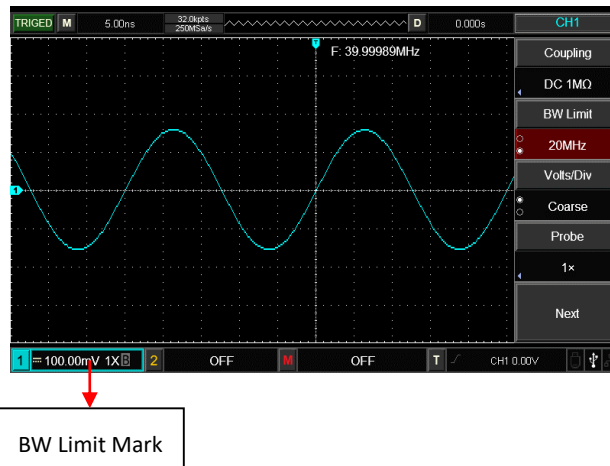 TRIGED M 5.00ns 32.0kpts D 0.000s CH1
250MSa/s
T
F: 39.99989MHz
Coupling
DC 1MΩ
BW Limit
20MHz
Volts/Div
1
Coarse
Probe
1×
Next
1 100.00mV 1X B 2 OFF M OFF T CH1 0.00V
BW Limit Mark